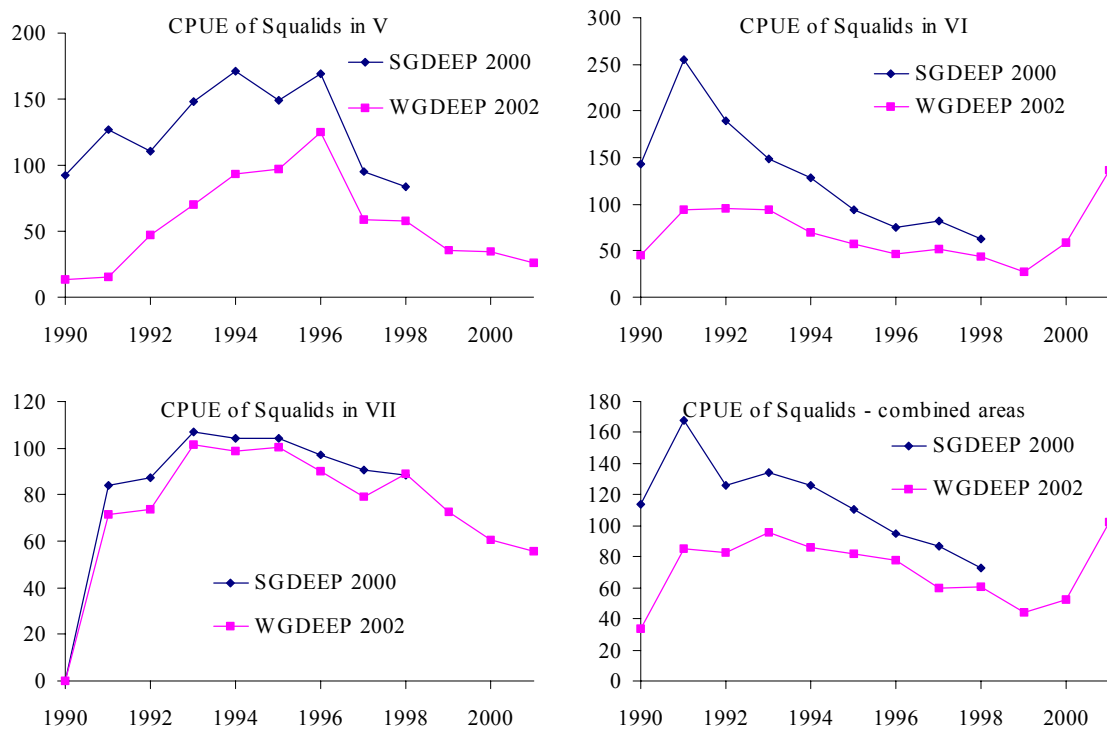 CPUE of Squalids in V
200
150
100
50
0
SGDEEP 2000
WGDEEP 2002
1990 1992 1994 1996 1998 2000
CPUE of Squalids in VI
300
250
200
150
100
50
0
SGDEEP 2000
WGDEEP 2002
1990 1992 1994 1996 1998 2000
CPUE of Squalids in VII
120
100
80
60
40
20
0
SGDEEP 2000
WGDEEP 2002
1990 1992 1994 1996 1998 2000
CPUE of Squalids - combined areas
180
160
140
120
100
80
60
40
20
0
SGDEEP 2000
WGDEEP 2002
1990 1992 1994 1996 1998 2000